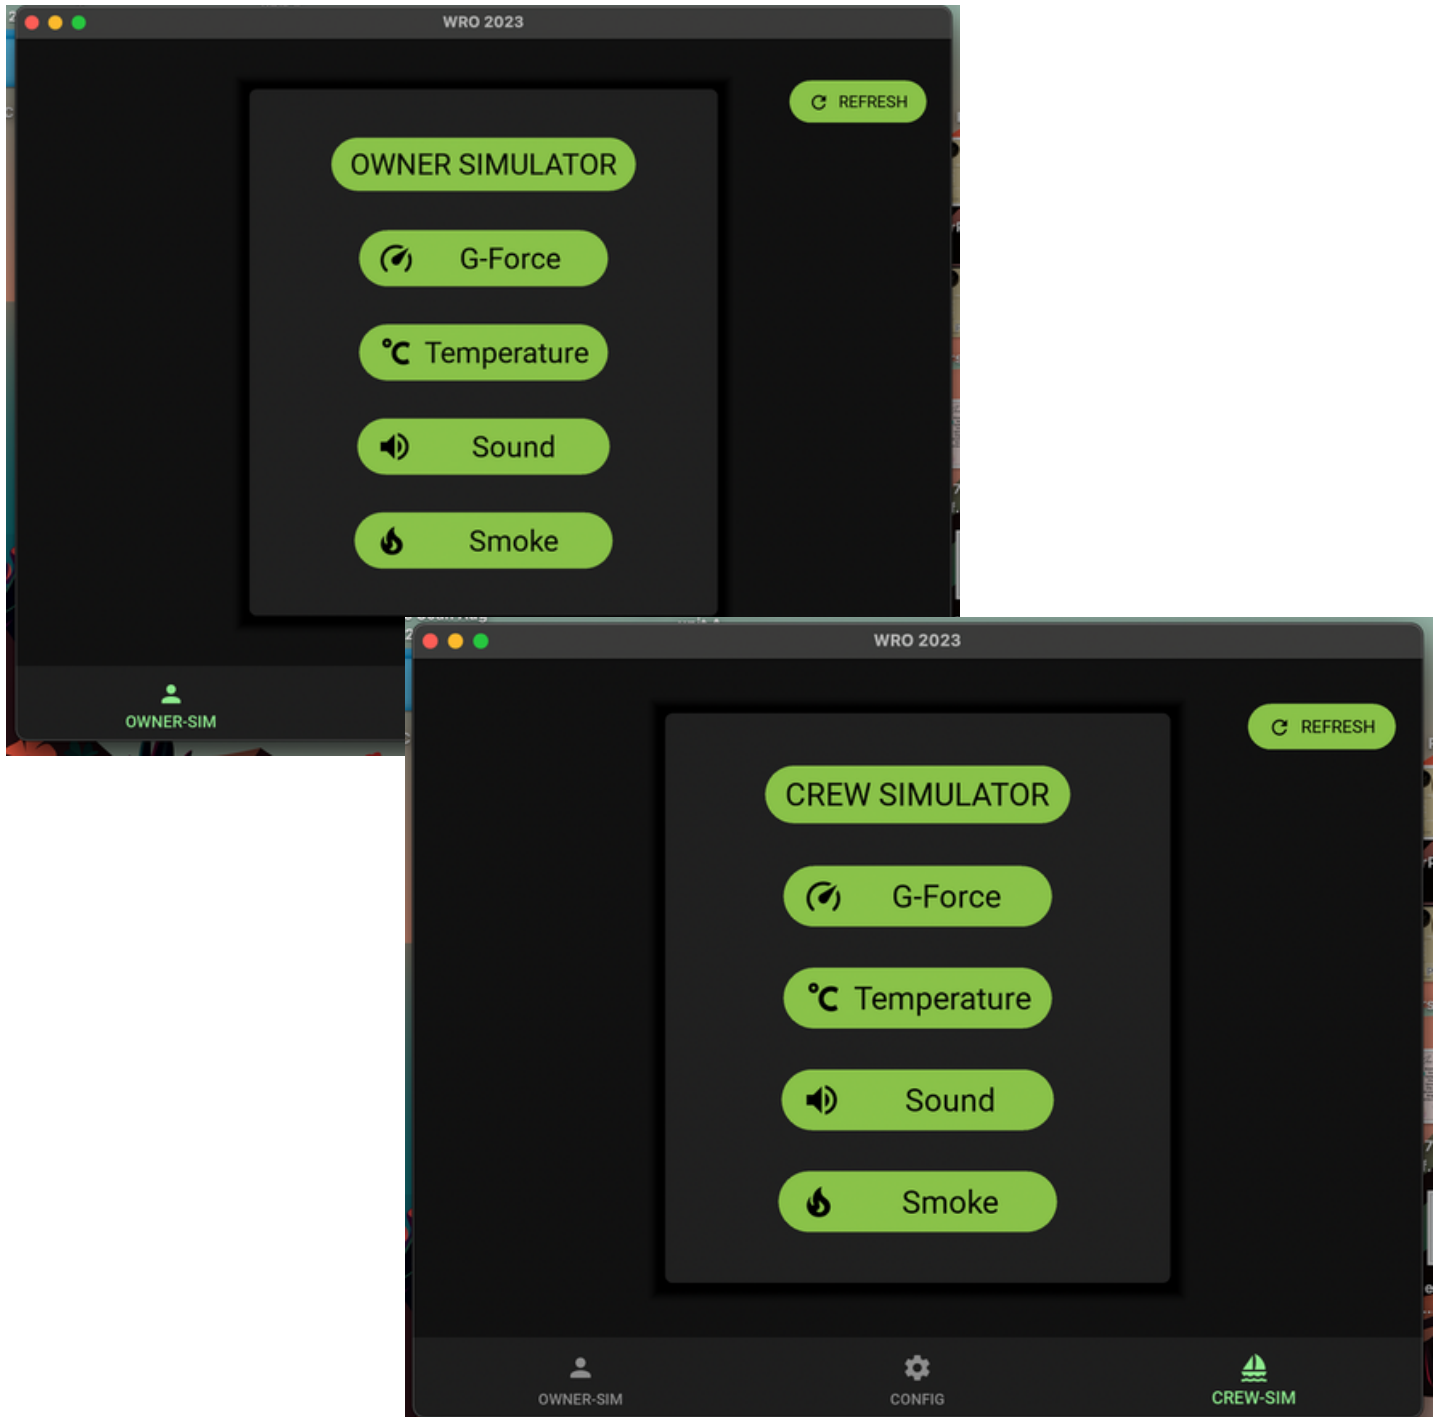 WRO 2023
REFRESH
OWNER SIMULATOR
G-Force
°C Temperature
Sound
Smoke
OWNER-SIM
WRO 2023
REFRESH
CREW SIMULATOR
G-Force
°C Temperature
Sound
Smoke
OWNER-SIM
CONFIG
CREW-SIM